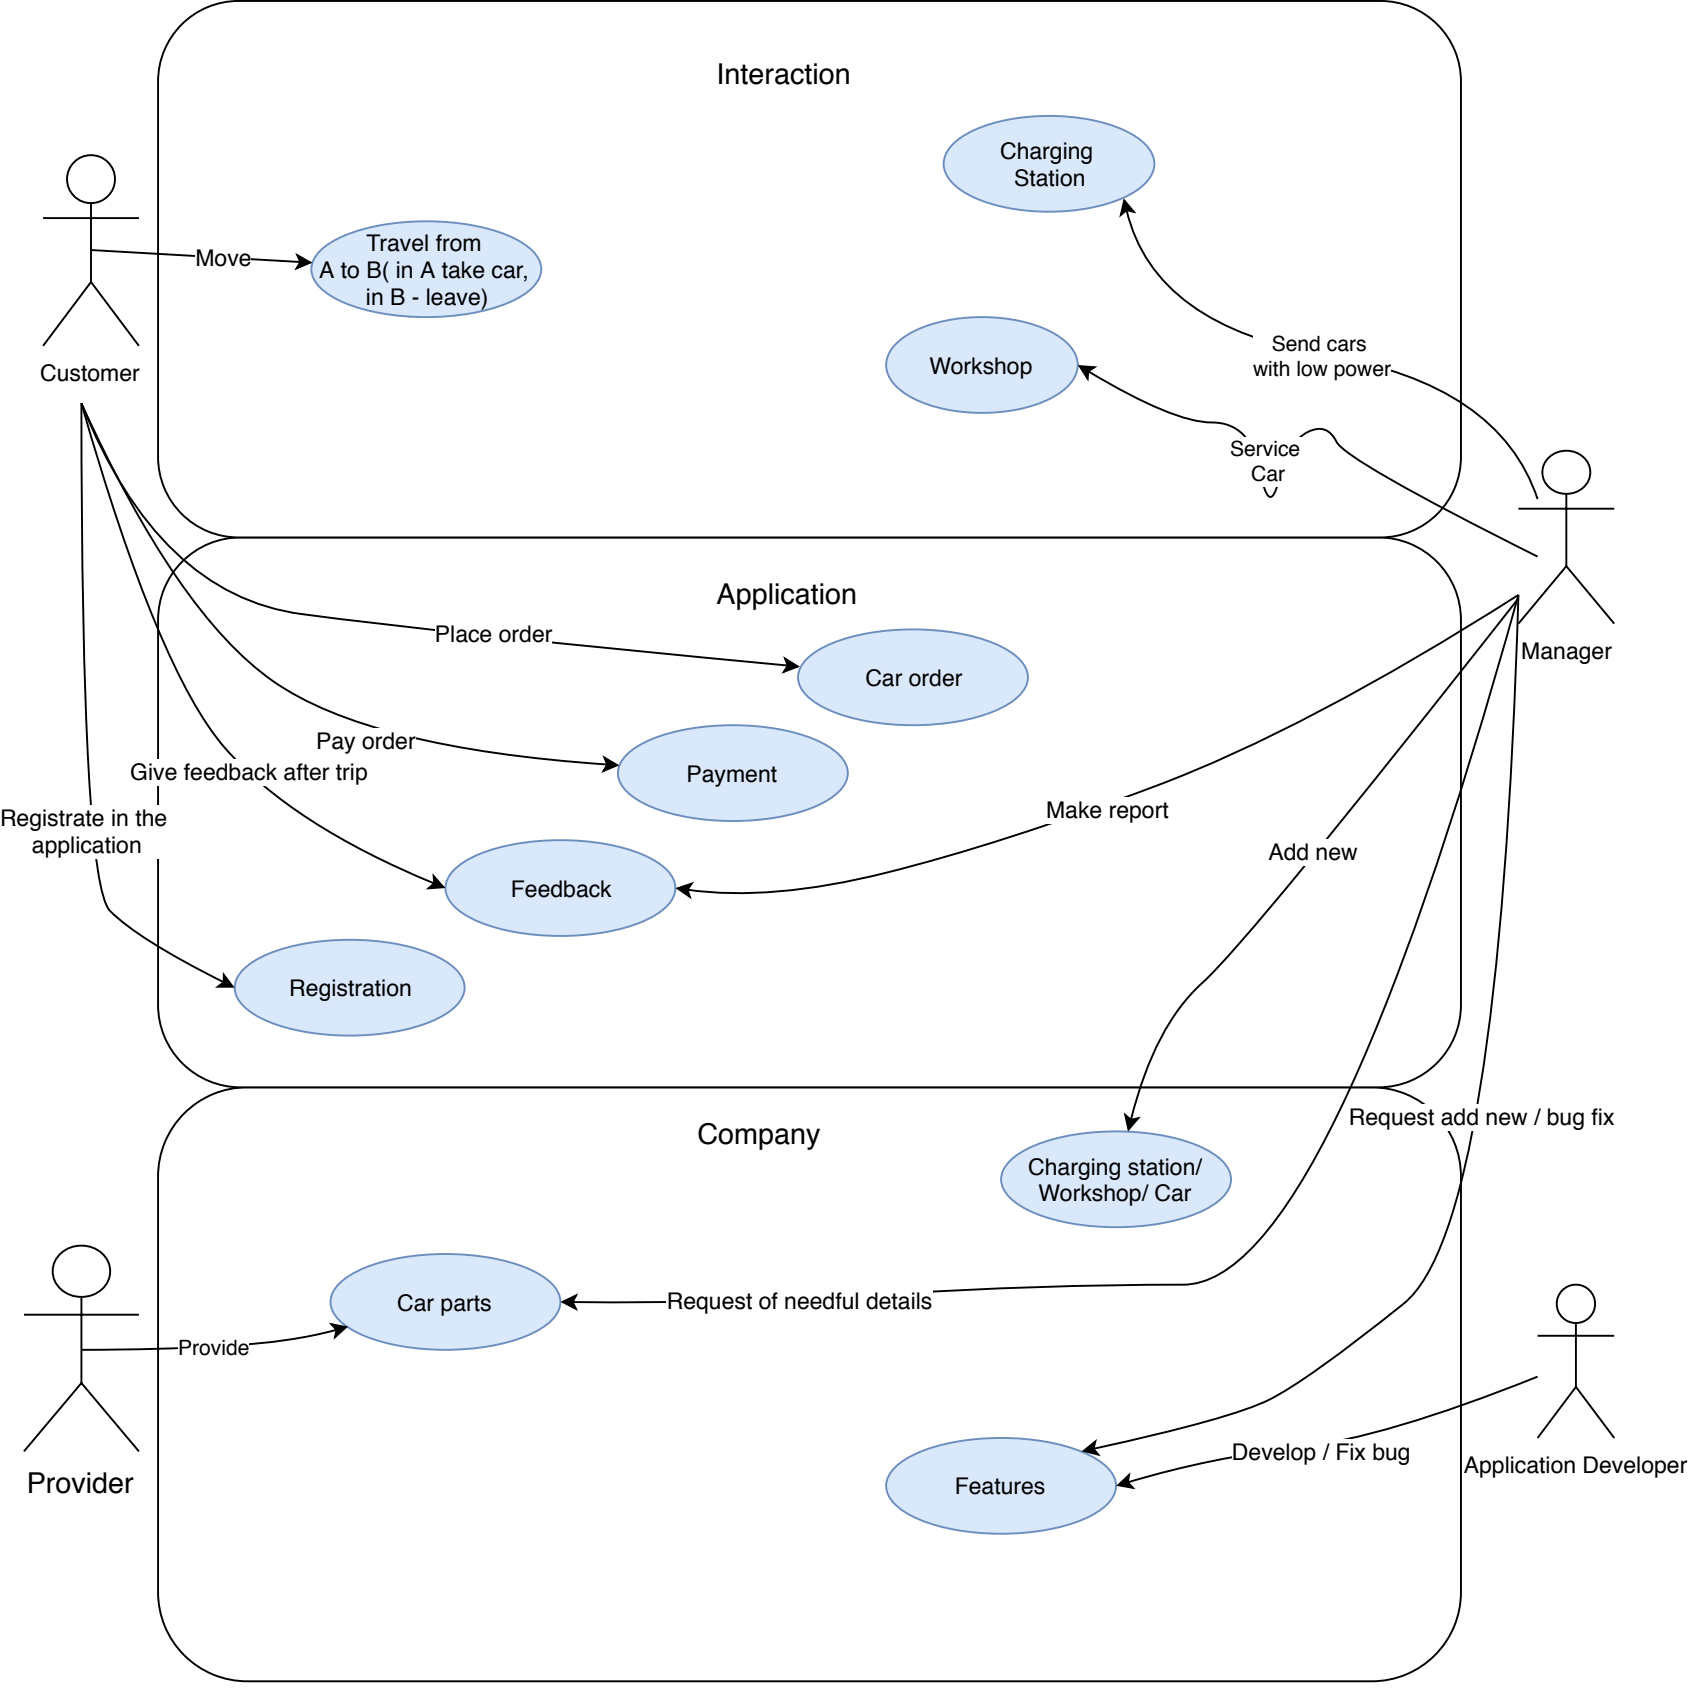 Interaction
Charging
Station
Travel from
A to B( in A take car,
in B - leave)
Move
Customer
Workshop
Send cars
with low power
Service
Car
Application
Place order
Car order
Manager
Pay order
Payment
Give feedback after trip
Make report
Registrate in the
application
Add new
Feedback
Registration
Company
Request add new / bug fix
Charging station/
Workshop/ Car
Car parts
Request of needful details
Provide
Provider
Develop / Fix bug
Application Developer
Features